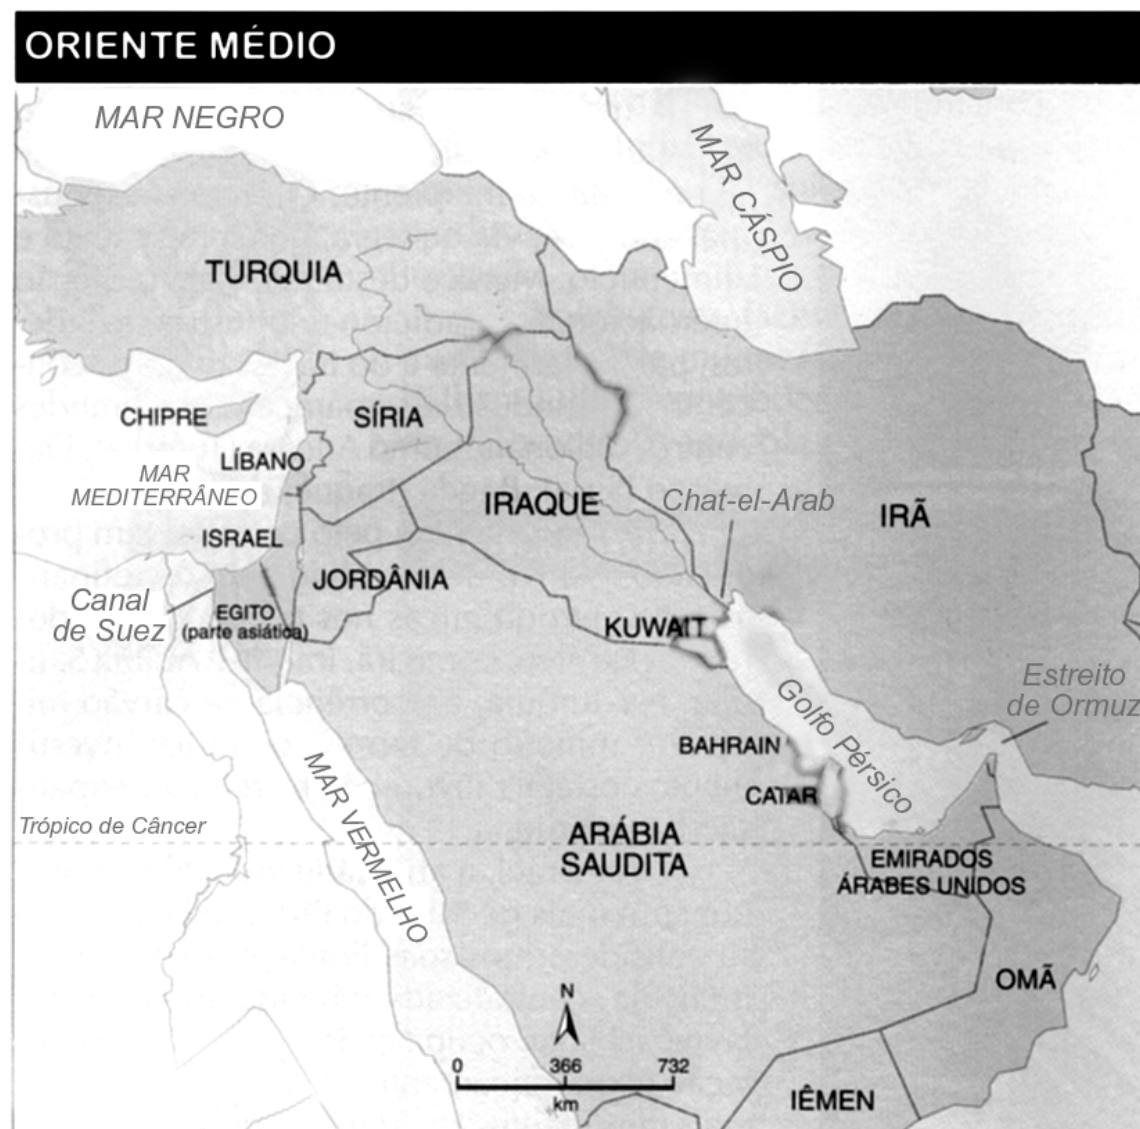 ORIENTE MÉDIO
MAR NEGRO
MAR CÁSPIO
TURQUIA
CHIPRE
SÍRIA
LÍBANO
MAR
MEDITERRÂNEO
IRAQUE
Chat-el-Arab
IRÃ
ISRAEL
JORDÂNIA
Canal
de Suez
EGITO
(parte asiática)
KUWAIT
Estreito
de Ormuz
Golfo Pérsico
BAHRAIN
CATAR
MAR VERMELHO
Trópico de Câncer
ARÁBIA
SAUDITA
EMIRADOS
ÁRABES UNIDOS
OMÃ
N
0 366 732
km
IÊMEN